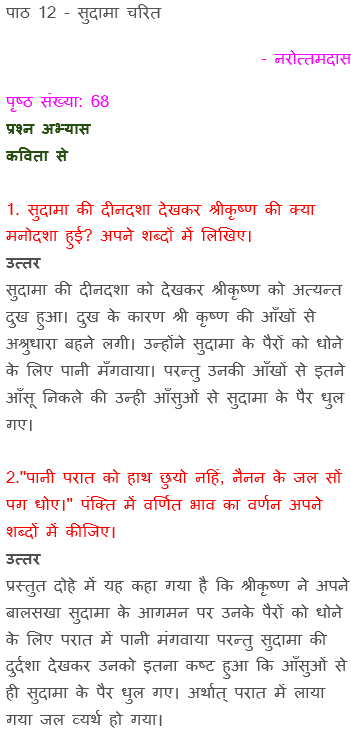 पाठ 12 - सुदामा चरित
- नरोत्तमदास
पृष्ठ संख्या: 68
प्रश्न अभ्यास
कविता से
1. सुदामा की दीनदशा देखकर श्रीकृष्ण की क्या
मनोदशा हुई? अपने शब्दों में लिखिए।
उत्तर
सुदामा की दीनदशा को देखकर श्रीकृष्ण को अत्यन्त
दुख हुआ। दुख के कारण श्री कृष्ण की आँखों से
अश्रुधारा बहने लगी। उन्होंने सुदामा के पैरों को धोने
के लिए पानी मँगवाया। परन्तु उनकी आँखों से इतने
आँसू निकले की उन्ही आँसुओं से सुदामा के पैर धुल
गए।
2."पानी परात को हाथ छुयो नहिं, नैनन के जल सों
पग धोए।" पंक्ति में वर्णित भाव का वर्णन अपने
शब्दों में कीजिए।
उत्तर
प्रस्तुत दोहे में यह कहा गया है कि श्रीकृष्ण ने अपने
बालसखा सुदामा के आगमन पर उनके पैरों को धोने
के लिए परात में पानी मंगवाया परन्तु सुदामा की
दुर्दशा देखकर उनको इतना कष्ट हुआ कि आँसुओं से
ही सुदामा के पैर धुल गए। अर्थात् परात में लाया
गया जल व्यर्थ हो गया।